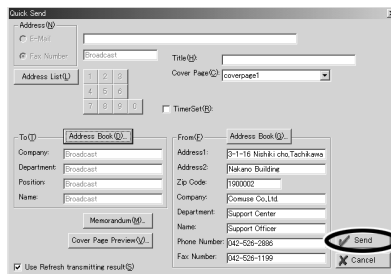 Quick Send
Address(N)
E-Mail
Fax Number
Broadcast
Title(H):
Address List(L)
1 2 3
4 5 6
7 8 9 0
Cover Page(C):
coverpage1
TimerSet(R):
To(T)
Address Book(D)...
Company:
Broadcast
Department:
Broadcast
Position:
Broadcast
Name:
Broadcast
Memorandum(M)...
Cover Page Preview(V)...
Use Refresh transmitting result(S)
From(F)
Address Book(O)...
Address1:
3-1-16 Nishiki cho,Tachikawa
Address2:
Nakano Building
Zip Code:
1900002
Company:
Comuse Co,Ltd.
Department:
Support Center
Name:
Support Officer
Phone Number:
042-526-2886
Fax Number:
042-526-1199
Send
Cancel